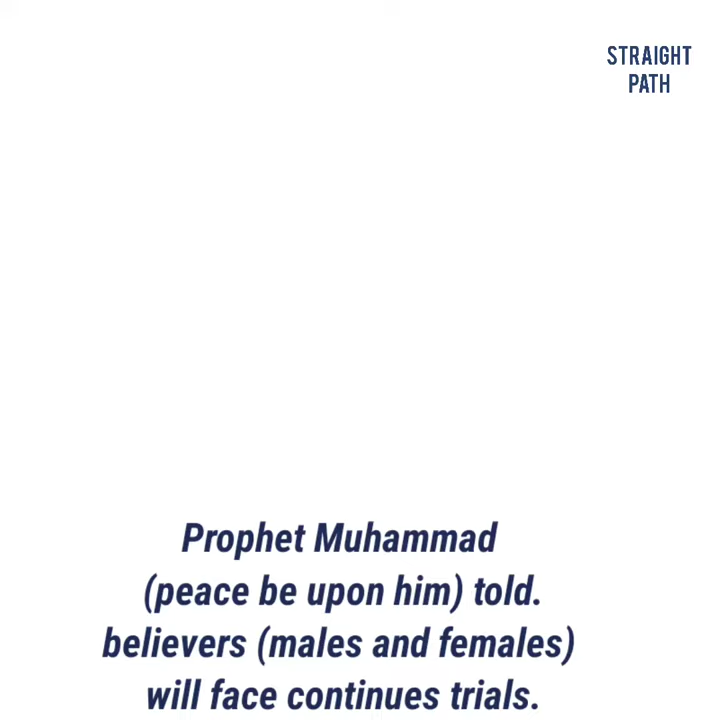 STRAIGHT
PATH
Prophet Muhammad
(peace be upon him) told.
believers (males and females)
will face continues trials.